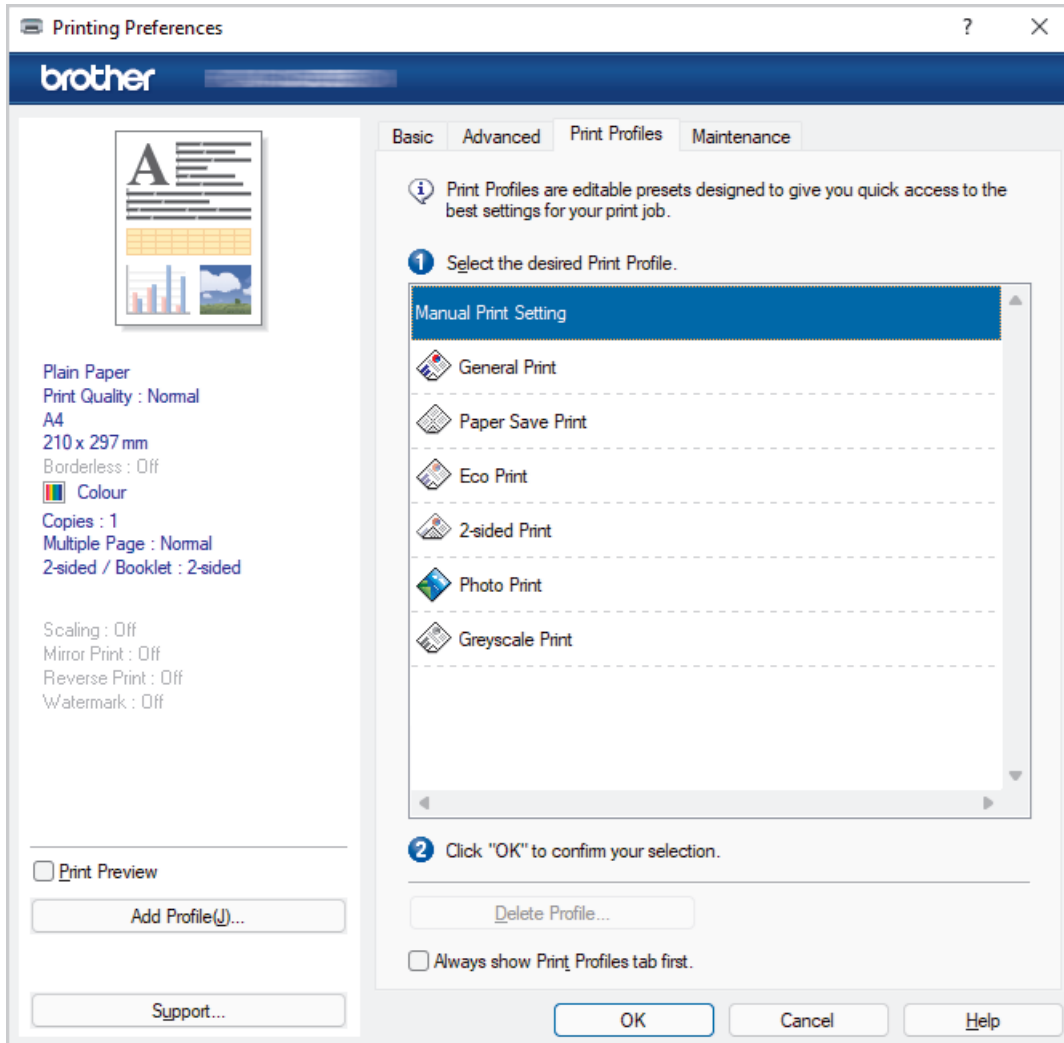 Printing Preferences
?
brother
A
Plain Paper
Print Quality : Normal
A4
210 x 297 mm
Borderless : Off
Colour
Copies : 1
Multiple Page : Normal
2-sided / Booklet : 2-sided
Scaling : Off
Mirror Print : Off
Reverse Print : Off
Watermark : Off
Print Preview
Add Profile(J)...
Support...
Basic Advanced Print Profiles Maintenance
i
Print Profiles are editable presets designed to give you quick access to the
best settings for your print job.
1 Select the desired Print Profile.
Manual Print Setting
General Print
Paper Save Print
Eco Print
2-sided Print
Photo Print
Greyscale Print
2 Click "OK" to confirm your selection.
Delete Profile...
Always show Print Profiles tab first.
OK Cancel Help